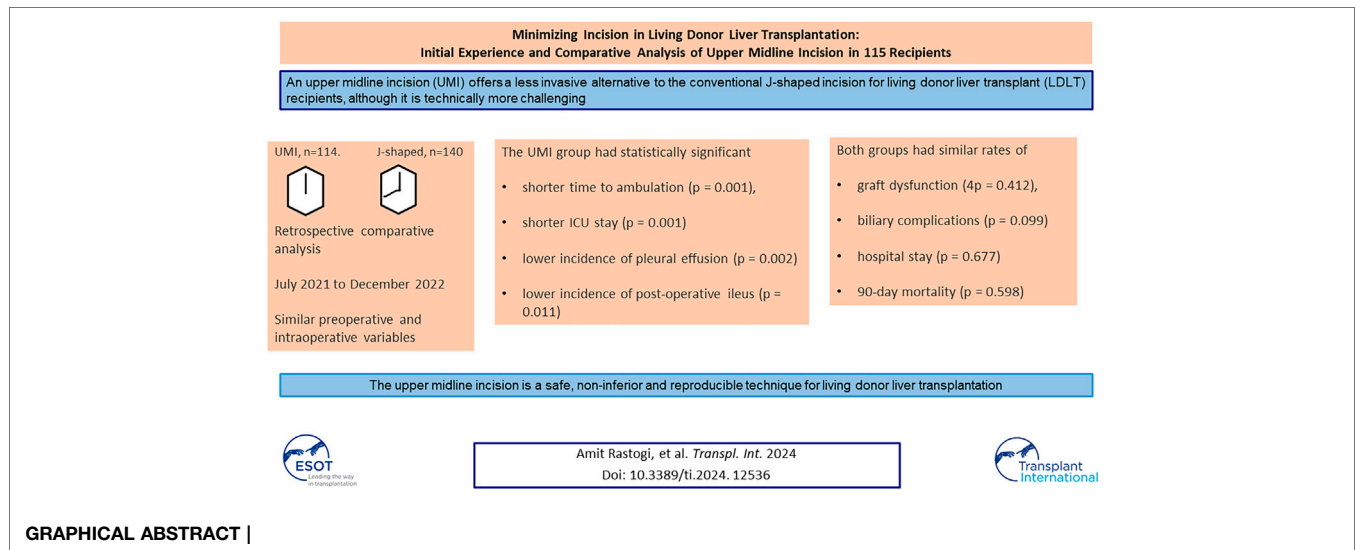 Minimizing Incision in Living Donor Liver Transplantation:
Initial Experience and Comparative Analysis of Upper Midline Incision in 115 Recipients
An upper midline incision (UMI) offers a less invasive alternative to the conventional J-shaped incision for living donor liver transplant (LDLT)
recipients, although it is technically more challenging
UMI, n=114. J-shaped, n=140
Retrospective comparative
analysis
July 2021 to December 2022
Similar preoperative and
intraoperative variables
The UMI group had statistically significant
• shorter time to ambulation (p = 0.001),
• shorter ICU stay (p = 0.001)
• lower incidence of pleural effusion (p = 0.002)
• lower incidence of post-operative ileus (p =
0.011)
Both groups had similar rates of
• graft dysfunction (4p = 0.412),
• biliary complications (p = 0.099)
• hospital stay (p = 0.677)
• 90-day mortality (p = 0.598)
The upper midline incision is a safe, non-inferior and reproducible technique for living donor liver transplantation
ESOT
Leading the way
in transplantation
Amit Rastogi, et al. Transpl. Int. 2024
Doi: 10.3389/ti.2024. 12536
Transplant
International
GRAPHICAL ABSTRACT |